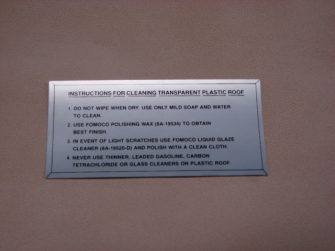 INSTRUCTIONS FOR CLEANING TRANSPARENT PLASTIC ROOF
1. DO NOT WIPE WHEN DRY. USE ONLY MILD SOAP AND WATER
TO CLEAN.
2. USE FOMOCO POLISHING WAX (8A-19534) TO OBTAIN
BEST FINISH.
3. IN EVENT OF LIGHT SCRATCHES USE FOMOCO LIQUID GLAZE
CLEANER (8A-19520-D) AND POLISH WITH A CLEAN CLOTH.
4. NEVER USE THINNER, LEADED GASOLINE, CARBON
TETRACHLORIDE OR GLASS CLEANERS ON PLASTIC ROOF.